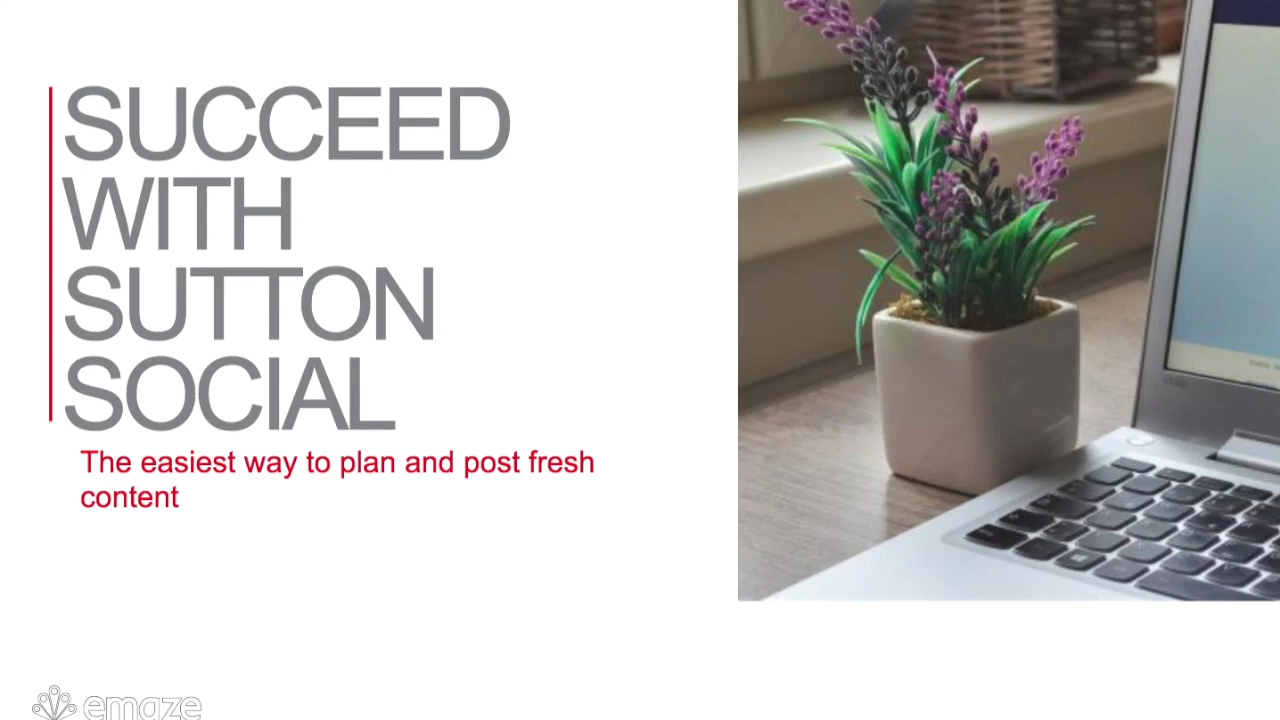 SUCCEED
WITH
SUTTON
SOCIAL
The easiest way to plan and post fresh
content
emaze